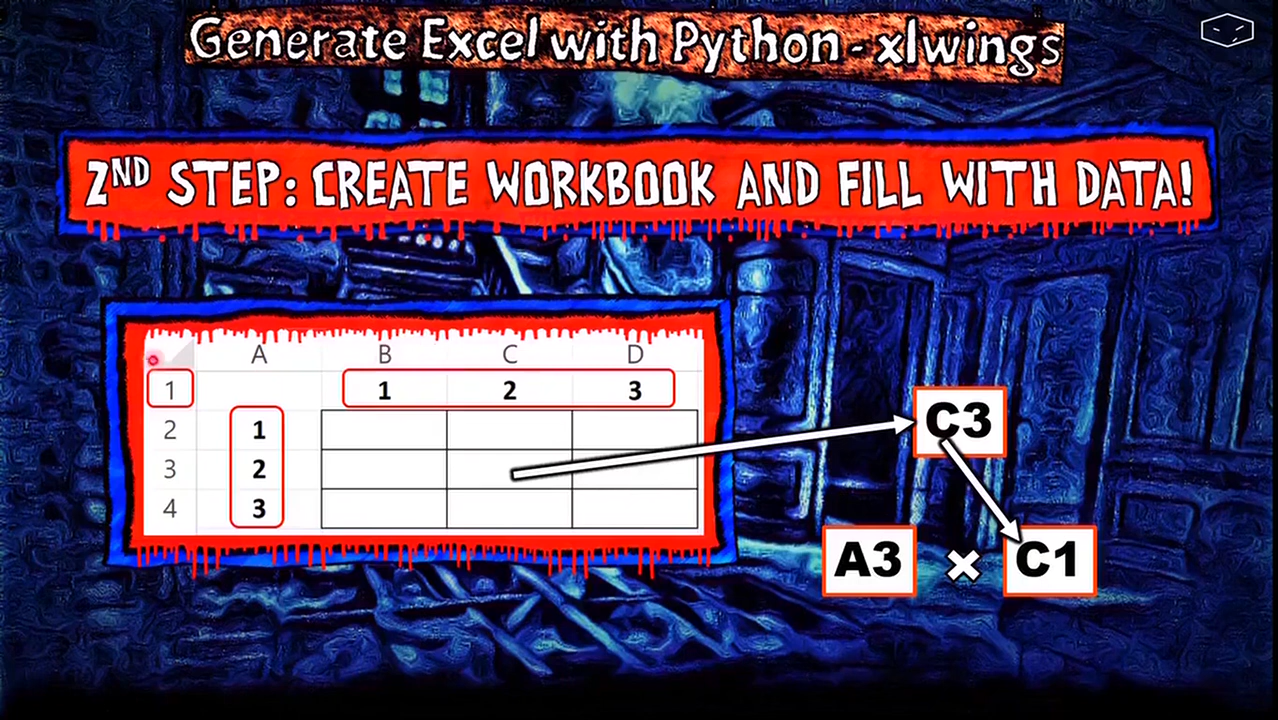 Generate Excel with Python - xlwings
2ND STEP: CREATE WORKBOOK AND FILL WITH DATA!
A B C D
1 1 2 3
2 1
3 2
4 3
C3
A3 × C1